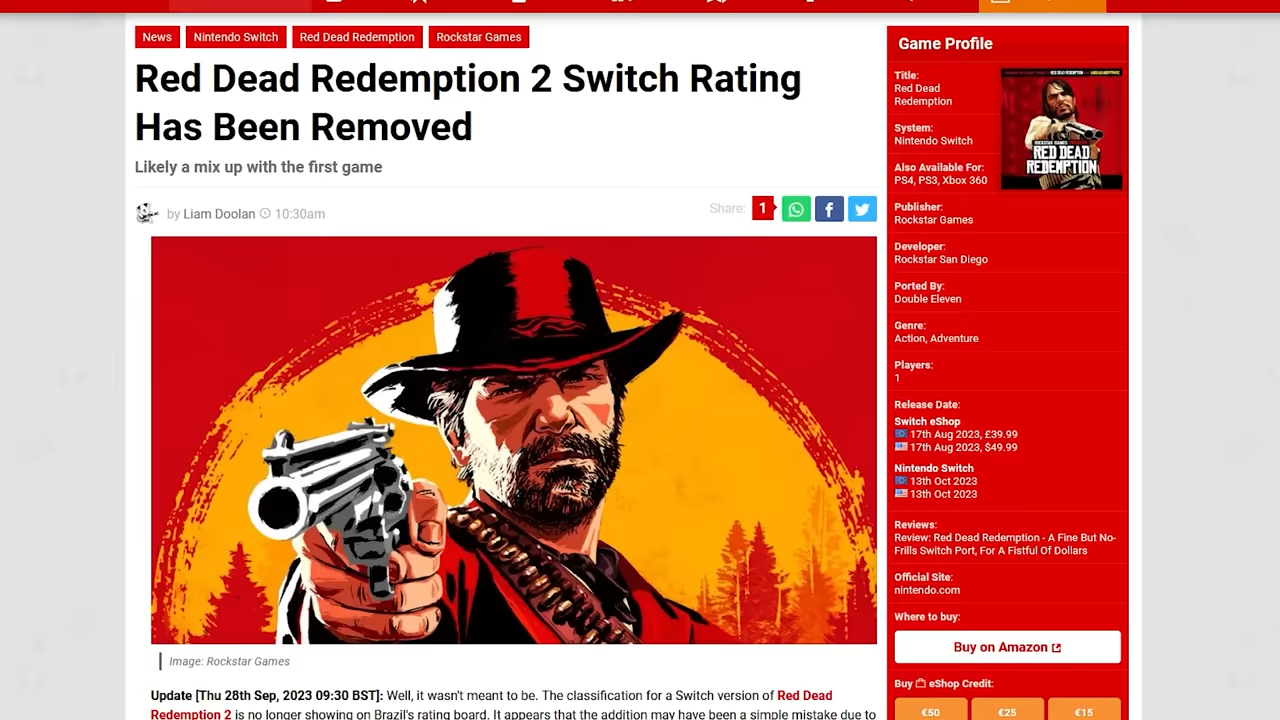 News
Nintendo Switch
Red Dead Redemption
Rockstar Games
Red Dead Redemption 2 Switch Rating
Has Been Removed
Likely a mix up with the first game
by Liam Doolan 10:30am
Share:
1
Image: Rockstar Games
Update [Thu 28th Sep, 2023 09:30 BST]: Well, it wasn't meant to be. The classification for a Switch version of Red Dead
Redemption 2 is no longer showing on Brazil's rating board. It appears that the addition may have been a simple mistake due to
Game Profile
Title:
Red Dead
Redemption
System:
Nintendo Switch
Also Available For:
PS4, PS3, Xbox 360
Publisher:
Rockstar Games
Developer:
Rockstar San Diego
Ported By:
Double Eleven
Genre:
Action, Adventure
Players:
1
Release Date:
Switch eShop
17th Aug 2023, £39.99
17th Aug 2023, $49.99
Nintendo Switch
13th Oct 2023
13th Oct 2023
Reviews:
Review: Red Dead Redemption - A Fine But No-
Frills Switch Port, For A Fistful Of Dollars
Official Site:
nintendo.com
Where to buy:
Buy on Amazon
Buy eShop Credit:
€50
€25
€15
RED DEAD
REDEMPTION